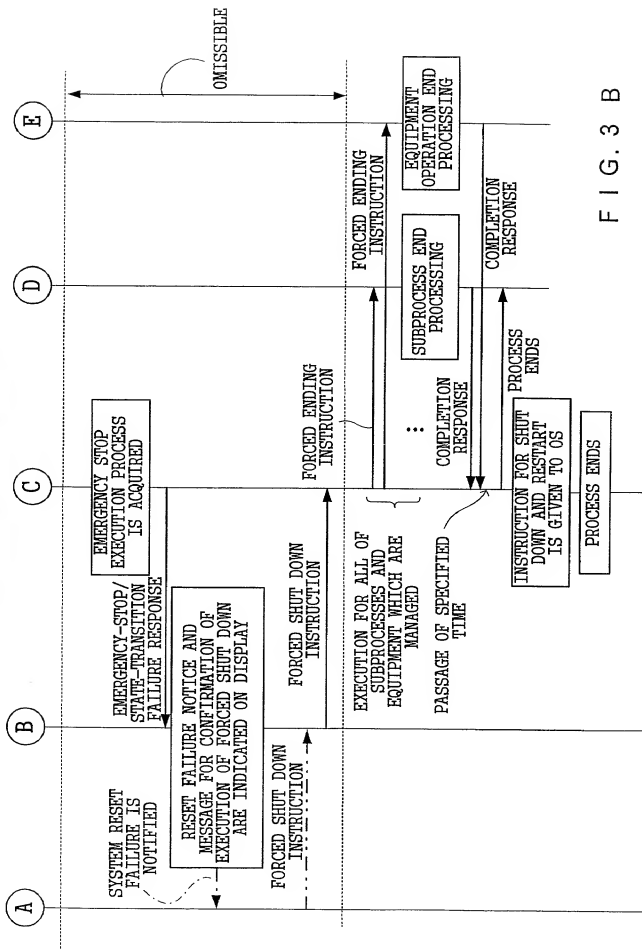 A
B
C
D
E
EMERGENCY STOP
EXECUTION PROCESS
IS ACQUIRED
OMISSIBLE
EMERGENCY-STOP/
STATE-TRANSITION
FAILURE RESPONSE
SYSTEM RESET
FAILURE IS
NOTIFIED
RESET FAILURE NOTICE AND
MESSAGE FOR CONFIRMATION OF
EXECUTION OF FORCED SHUT DOWN
ARE INDICATED ON DISPLAY
FORCED SHUT DOWN
INSTRUCTION
FORCED SHUT DOWN
INSTRUCTION
FORCED ENDING
INSTRUCTION
FORCED ENDING
INSTRUCTION
EXECUTION FOR ALL OF
SUBPROCESSES AND
EQUIPMENT WHICH ARE
MANAGED
...
SUBPROCESS END
PROCESSING
EQUIPMENT
OPERATION END
PROCESSING
COMPLETION
RESPONSE
COMPLETION
RESPONSE
PASSAGE OF SPECIFIED
TIME
PROCESS
ENDS
INSTRUCTION FOR SHUT
DOWN AND RESTART
IS GIVEN TO OS
PROCESS ENDS
FIG. 3 B